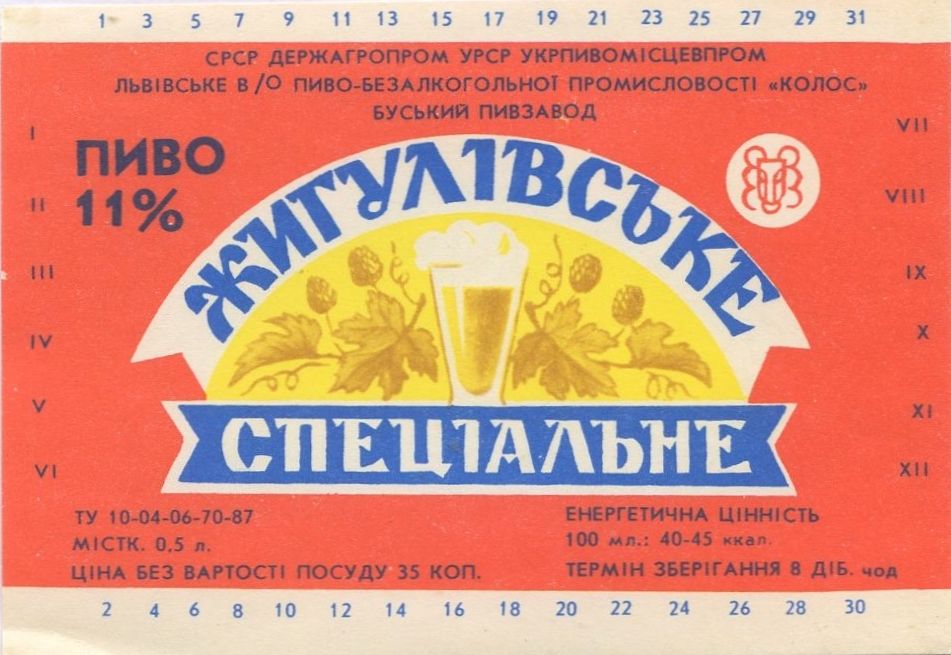 1 3 5 7 9 11 13 15 17 19 21 23 25 27 29 31
СРСР ДЕРЖАГРОПРОМ УРСР УКРПИВОМІСЦЕВПРОМ
ЛЬВІВСЬКЕ В/О ПИВО-БЕЗАЛКОГОЛЬНОЇ ПРОМИСЛОВОСТІ «КОЛОС»
БУСЬКИЙ ПИВЗАВОД
ПИВО
11%
ЖИГУЛІВСЬКЕ
СПЕЦІАЛЬНЕ
I
II
III
IV
V
VI
VII
VIII
IX
X
XI
XII
ТУ 10-04-06-70-87
МІСТК. 0,5 л.
ЦІНА БЕЗ ВАРТОСТІ ПОСУДУ 35 КОП.
ЕНЕРГЕТИЧНА ЦІННІСТЬ
100 мл.: 40-45 ккал.
ТЕРМІН ЗБЕРІГАННЯ 8 ДІБ. чод
2 4 6 8 10 12 14 16 18 20 22 24 26 28 30